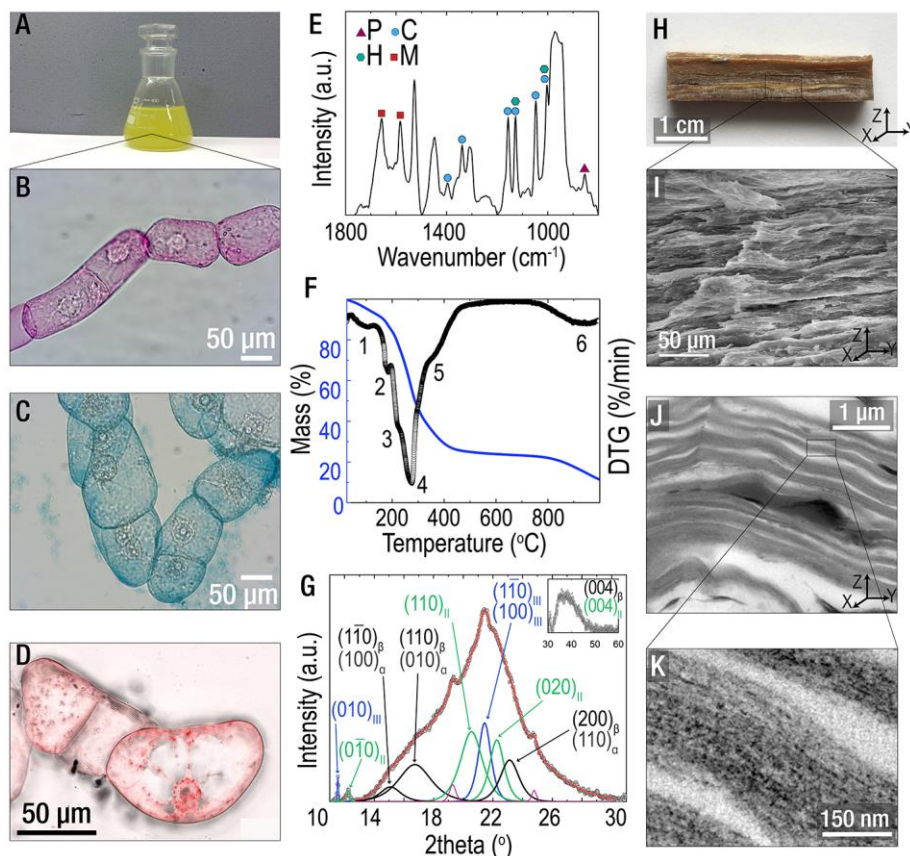 A
B
50 µm
C
50 µm
D
50 µm
E
P C
H M
Intensity (a.u.)
1800 1400 1000
Wavenumber (cm⁻¹)
F
100
80
60
40
20
0
Mass (%)
DTG (%/min)
1
2
3
4
5
6
200 400 600 800
Temperature (°C)
G
Intensity (a.u.)
(010)III
(01̄0)II
(11̄0)β
(100)α
(110)β
(010)α
(110)II
(11̄0)III
(100)III
(020)II
(200)β
(110)α
(004)β
(004)II
30 40 50 60
10 14 18 22 26 30
2theta (°)
H
1 cm
Z
X Y
I
50 µm
Z
X Y
J
1 µm
Z
X Y
K
150 nm